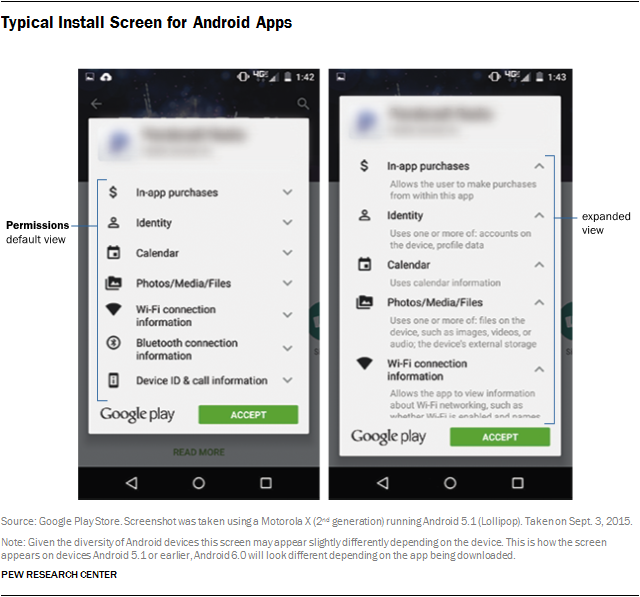 Typical Install Screen for Android Apps
4G LTE 1:42
In-app purchases
Identity
Calendar
Photos/Media/Files
Wi-Fi connection
information
Bluetooth connection
information
Device ID & call information
Google play
ACCEPT
READ MORE
Permissions
default view
4G LTE 1:43
In-app purchases
Allows the user to make purchases
from within this app
Identity
Uses one or more of: accounts on
the device, profile data
Calendar
Uses calendar information
Photos/Media/Files
Uses one or more of: files on the
device, such as images, videos, or
audio; the device's external storage
Wi-Fi connection
information
Allows the app to view information
about Wi-Fi networking, such as
whether Wi-Fi is enabled and names
Google play
ACCEPT
expanded
view
Source: Google Play Store. Screenshot was taken using a Motorola X (2nd generation) running Android 5.1 (Lollipop). Taken on Sept. 3, 2015.
Note: Given the diversity of Android devices this screen may appear slightly differently depending on the device. This is how the screen
appears on devices Android 5.1 or earlier, Android 6.0 will look different depending on the app being downloaded.
PEW RESEARCH CENTER